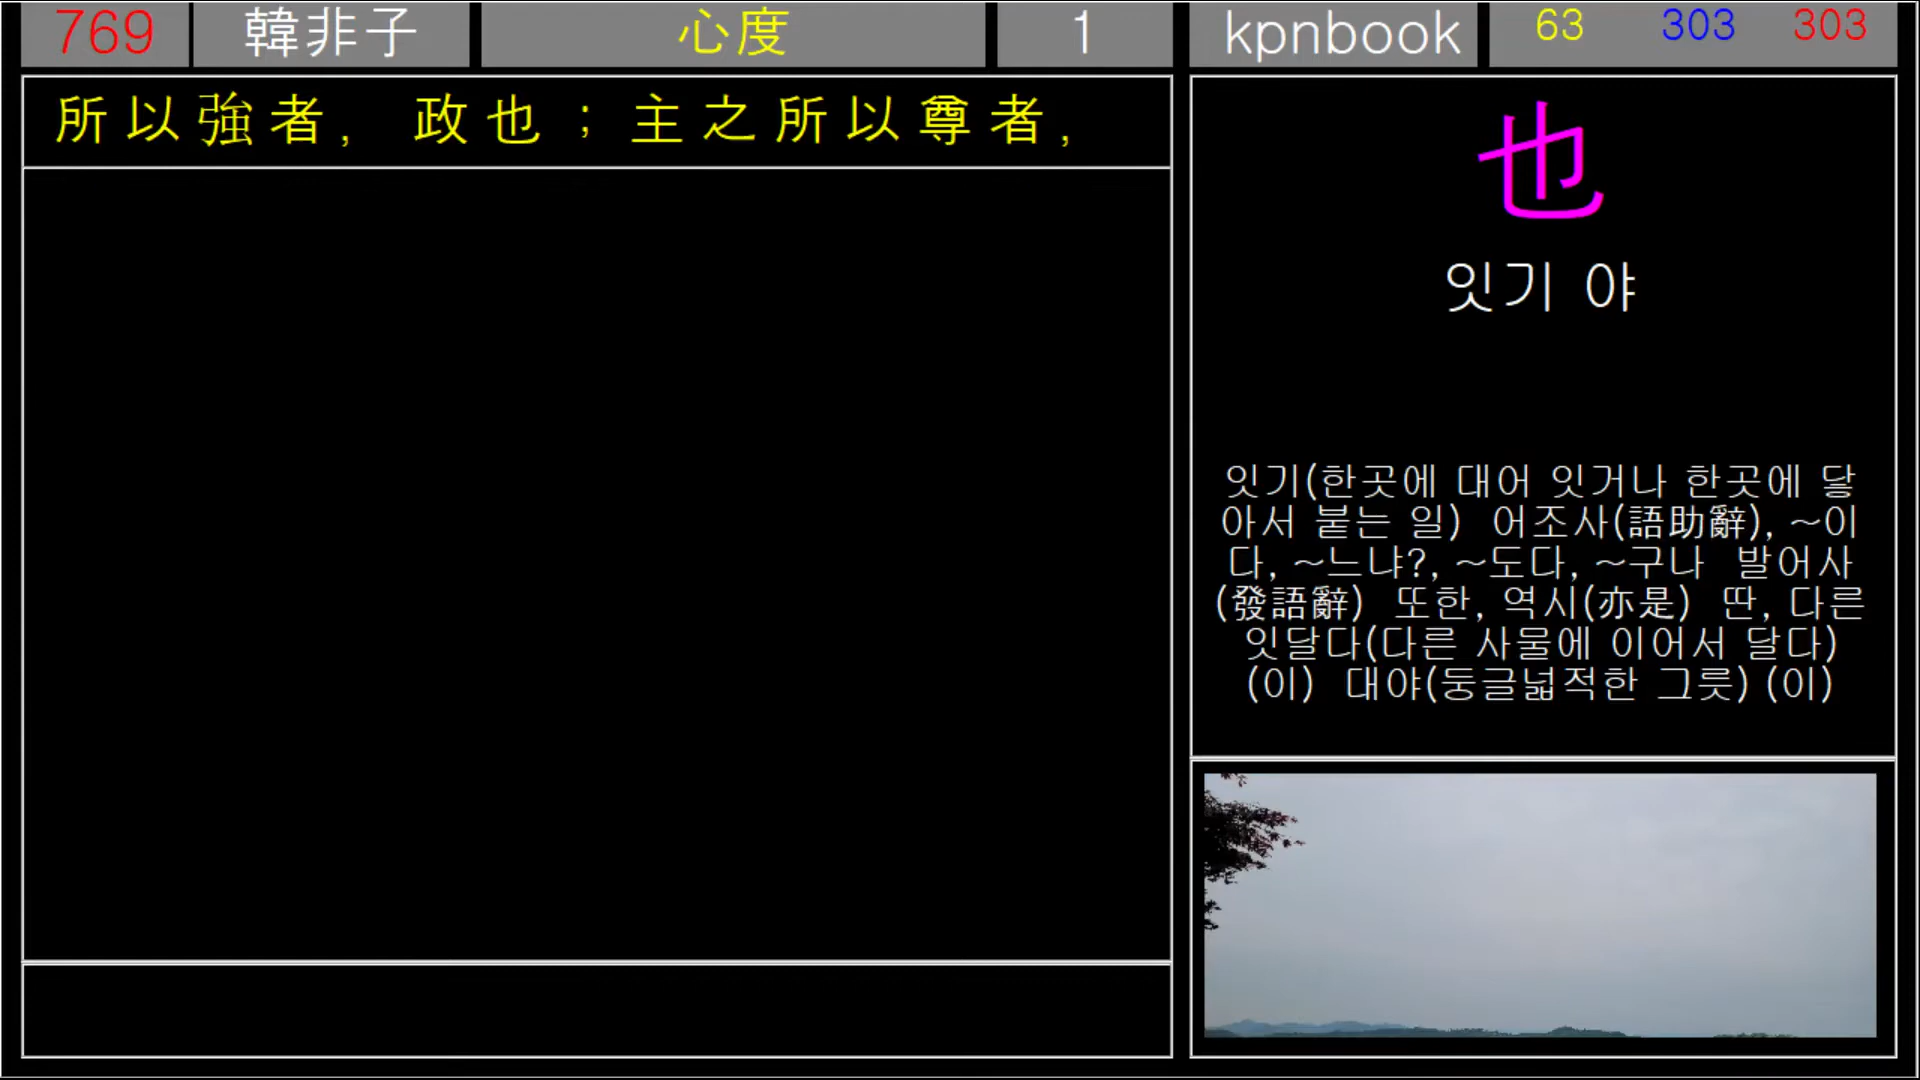 769 韓非子 心度 1 kpnbook 63 303 303
所以強者, 政也；主之所以尊者,
也
잇기 야
잇기(한곳에 대어 잇거나 한곳에 닿
아서 붙는 일) 어조사(語助辭), ~이
다, ~느냐?, ~도다, ~구나 발어사
(發語辭) 또한, 역시(亦是) 딴, 다른
잇달다(다른 사물에 이어서 달다)
(이) 대야(둥글넓적한 그릇) (이)